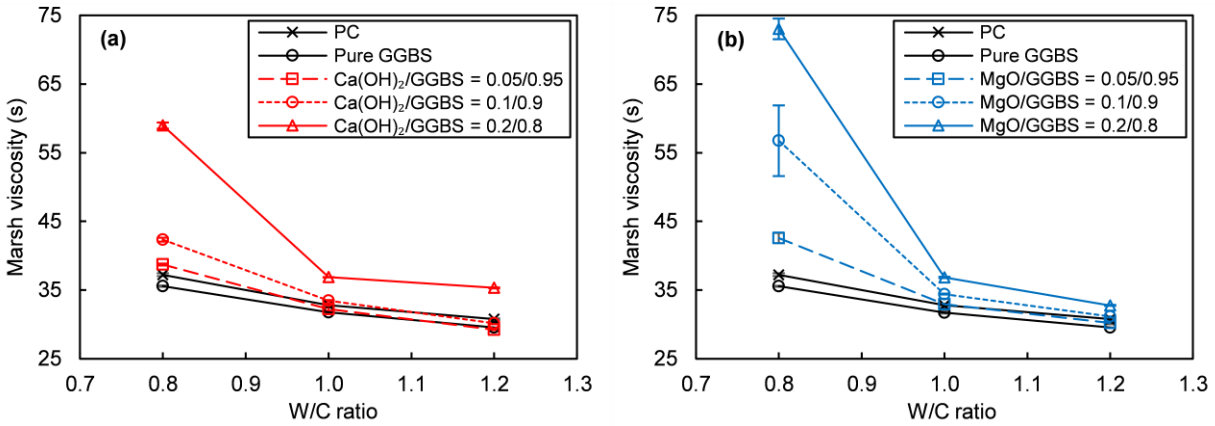 (a)
PC
Pure GGBS
Ca(OH)₂/GGBS = 0.05/0.95
Ca(OH)₂/GGBS = 0.1/0.9
Ca(OH)₂/GGBS = 0.2/0.8
Marsh viscosity (s)
75
65
55
45
35
25
0.7 0.8 0.9 1.0 1.1 1.2 1.3
W/C ratio
(b)
PC
Pure GGBS
MgO/GGBS = 0.05/0.95
MgO/GGBS = 0.1/0.9
MgO/GGBS = 0.2/0.8
Marsh viscosity (s)
75
65
55
45
35
25
0.7 0.8 0.9 1.0 1.1 1.2 1.3
W/C ratio